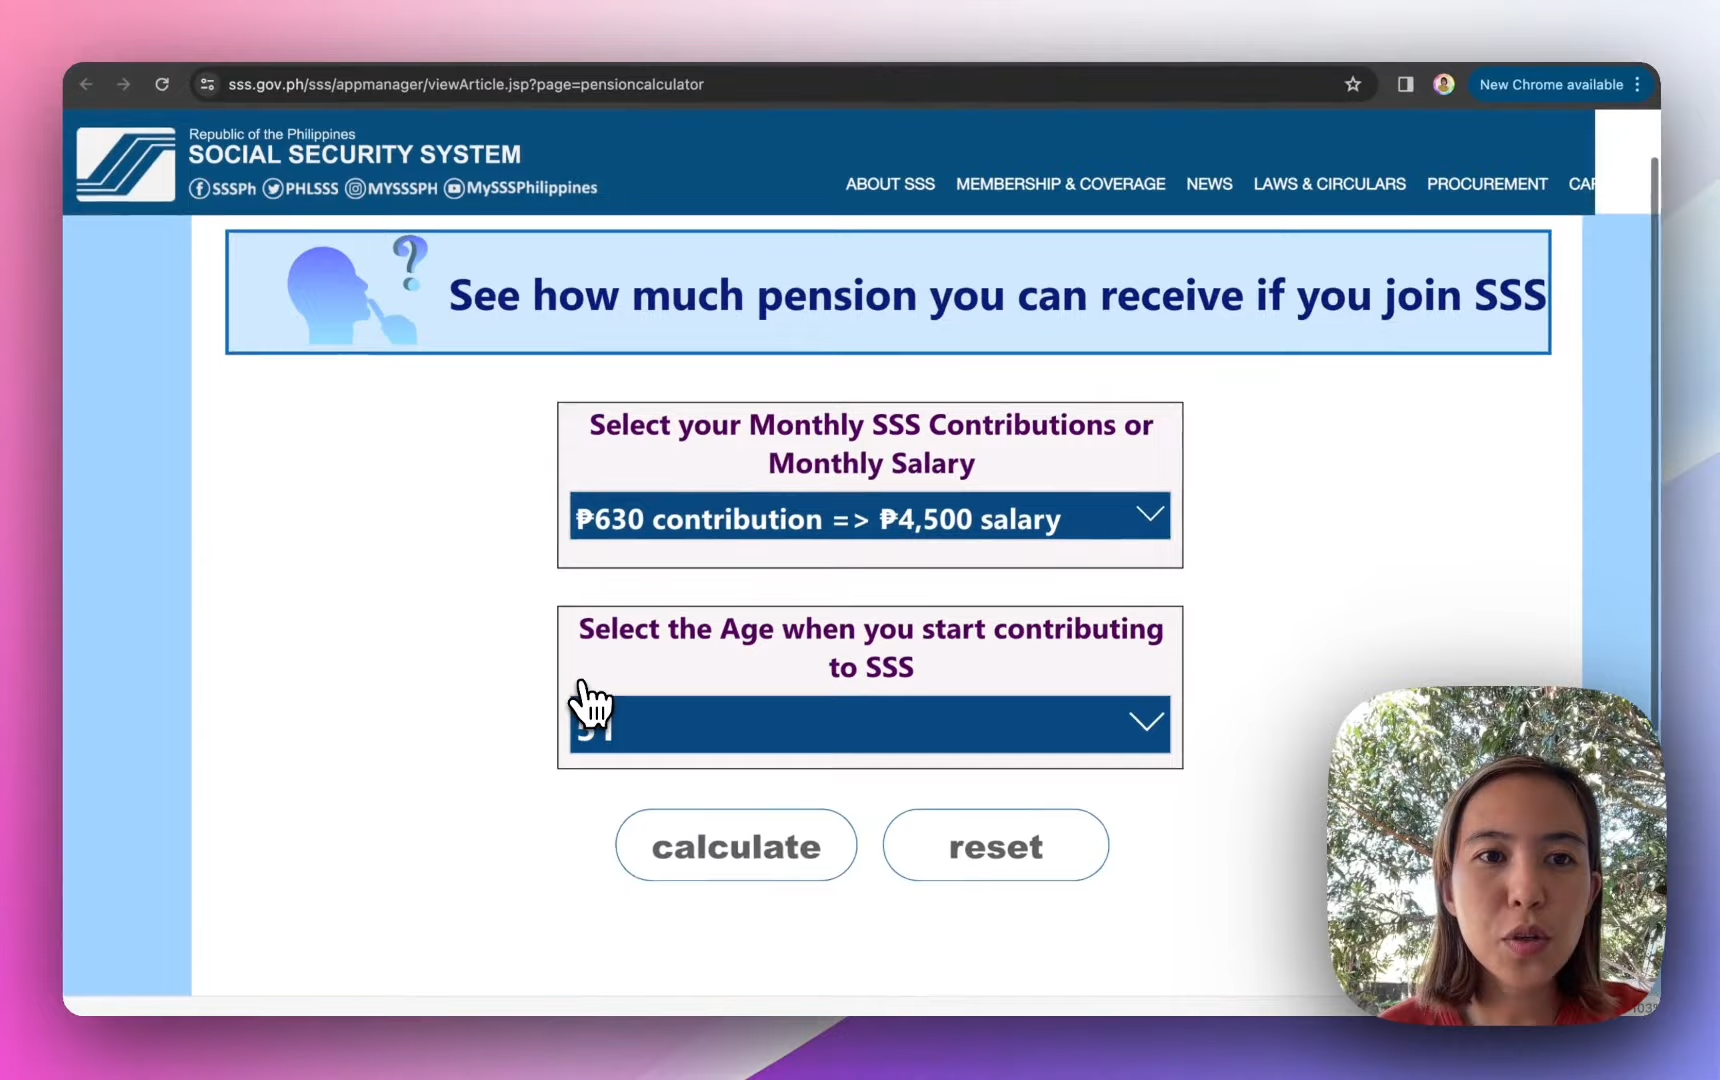 sss.gov.ph/sss/appmanager/viewArticle.jsp?page=pensioncalculator
New Chrome available
Republic of the Philippines
SOCIAL SECURITY SYSTEM
SSSPh PHLSSS MYSSSPH MySSSPhilippines
ABOUT SSS MEMBERSHIP & COVERAGE NEWS LAWS & CIRCULARS PROCUREMENT CAR
?
See how much pension you can receive if you join SSS
Select your Monthly SSS Contributions or
Monthly Salary
₱630 contribution => ₱4,500 salary
Select the Age when you start contributing
to SSS
calculate
reset